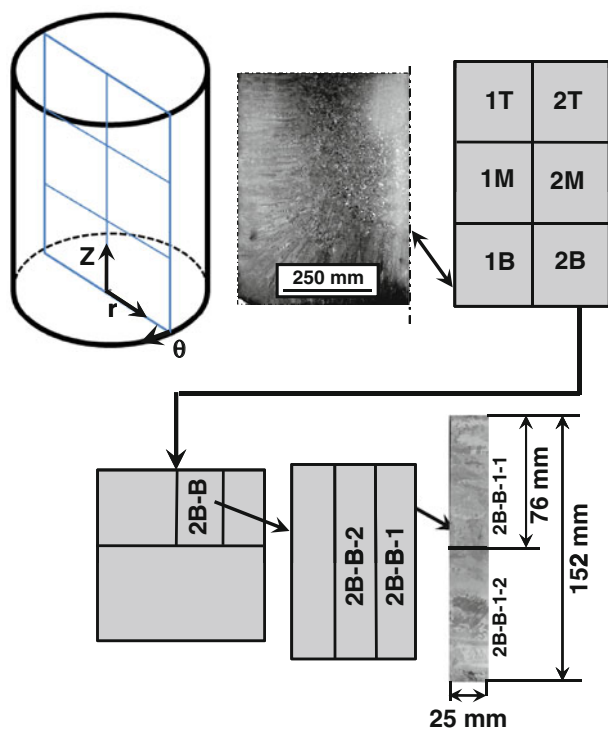 Z
r
θ
250 mm
1T 2T
1M 2M
1B 2B
2B-B
2B-B-2
2B-B-1
2B-B-1-1
2B-B-1-2
76 mm
152 mm
25 mm